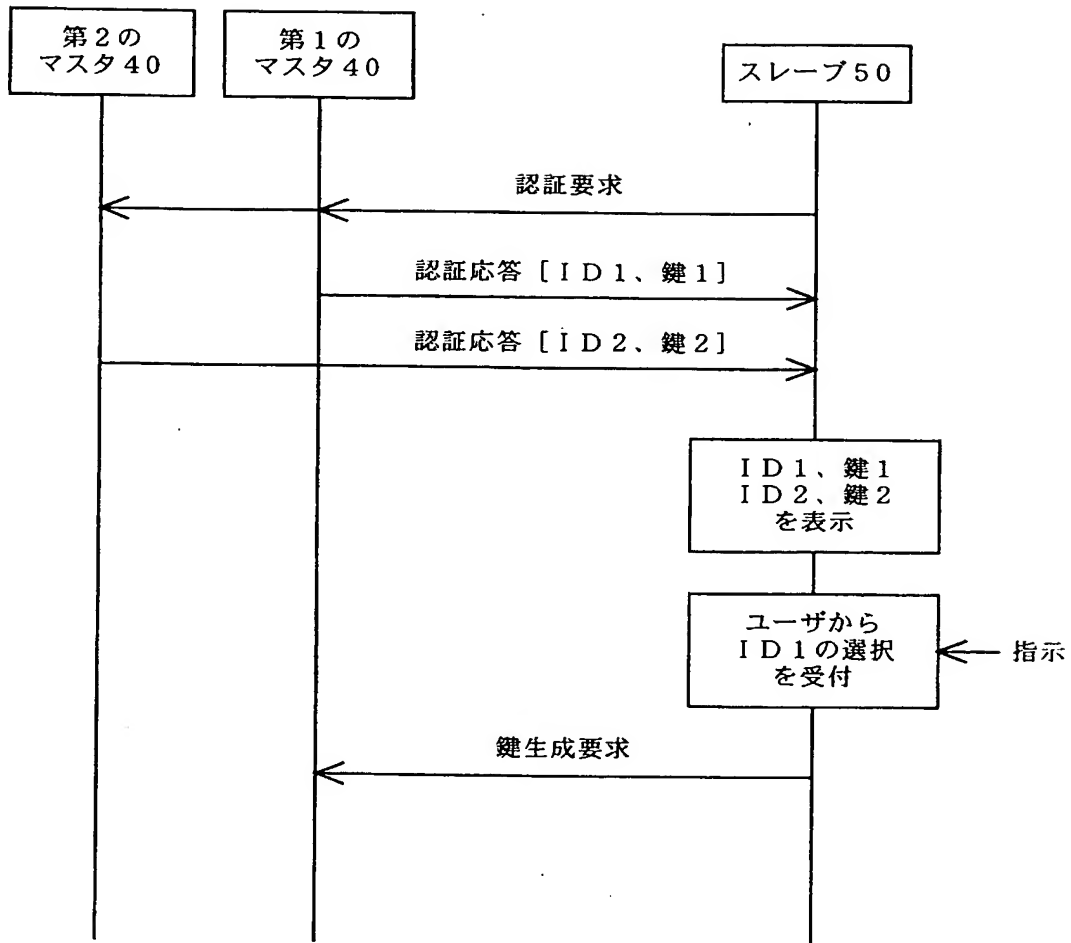 第２の
マスタ４０
第１の
マスタ４０
スレーブ５０
認証要求
認証応答［ＩＤ１、鍵１］
認証応答［ＩＤ２、鍵２］
ＩＤ１、鍵１
ＩＤ２、鍵２
を表示
ユーザから
ＩＤ１の選択
を受付
指示
鍵生成要求